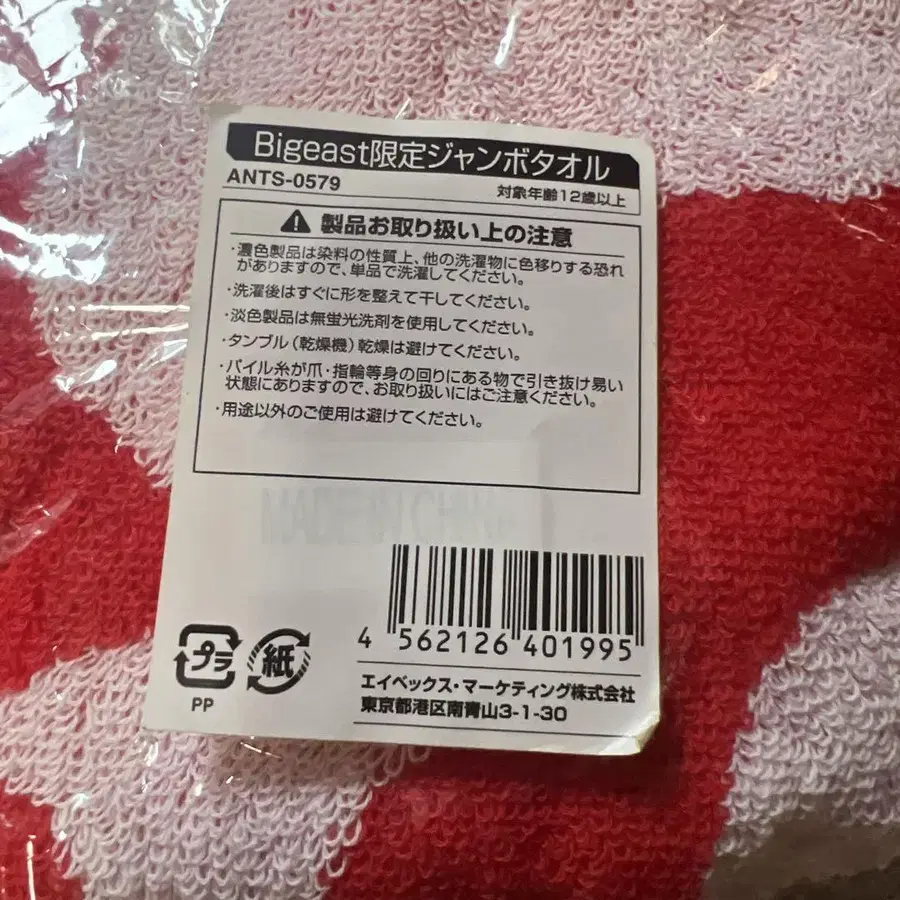 Bigeast限定ジャンボタオル
ANTS-0579
対象年齢12歳以上
製品お取り扱い上の注意
・濃色製品は染料の性質上、他の洗濯物に色移りする恐れ
がありますので、単品で洗濯してください。
・洗濯後はすぐに形を整えて干してください。
・淡色製品は無蛍光洗剤を使用してください。
・タンブル(乾燥機)乾燥は避けてください。
・パイル糸が爪・指輪等身の回りにある物で引き抜け易い
状態にありますので、お取り扱いにはご注意ください。
・用途以外のご使用は避けてください。
MADE IN CHINA
4 562126 401995
プラ
紙
PP
エイベックス・マーケティング株式会社
東京都港区南青山3-1-30